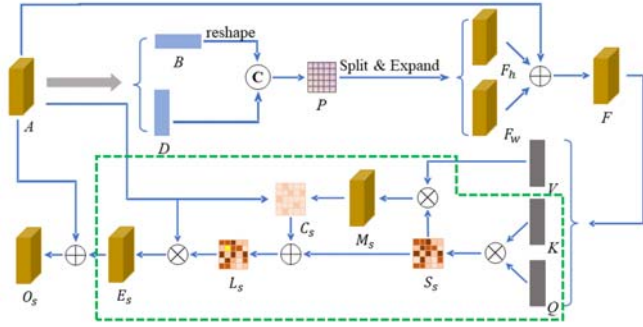 reshape
B
C
Split & Expand
P
A
D
F_h
F_w
F
V
C_s
M_s
K
O_s
E_s
L_s
S_s
Q